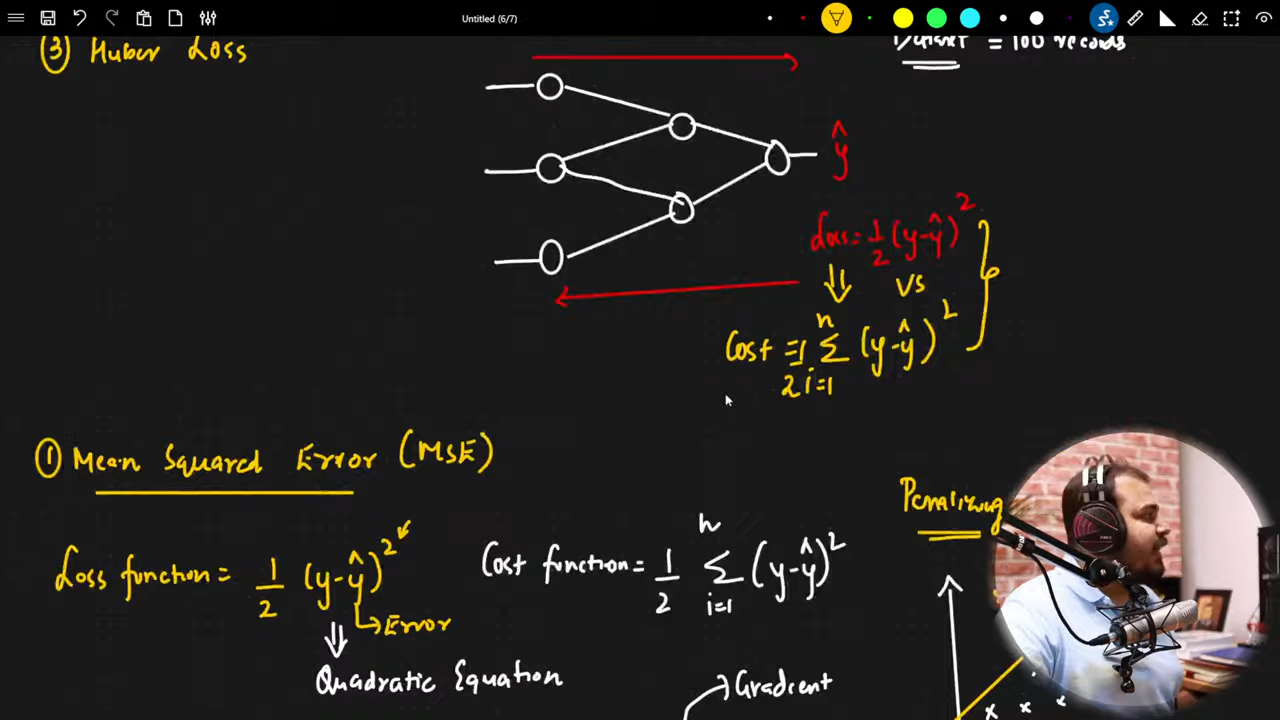 Untitled (6/7)
③ Huber Loss
= 100 records
ŷ
Loss = 1/2 (y-ŷ)^2
⇓ VS
Cost = 1/2 n Σ i=1 (y-ŷ)^2
① Mean Squared Error (MSE)
Penalizing
Loss function = 1/2 (y-ŷ)^2
Cost function = 1/2 n Σ i=1 (y-ŷ)^2
→ Error
⇓
Quadratic Equation
→ Gradient
x x x